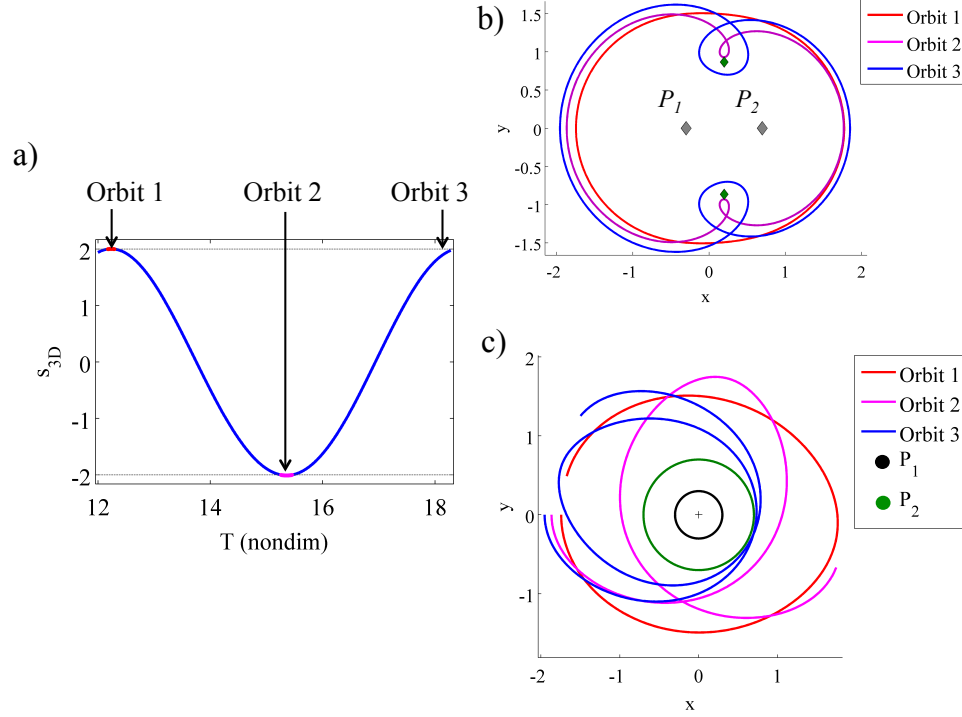 a)
Orbit 1 Orbit 2 Orbit 3
2
1
0
-1
-2
s3D
12 14 16 18
T (nondim)
b)
1.5
1
0.5
0
-0.5
-1
-1.5
y
P1 P2
-2 -1 0 1 2
x
Orbit 1
Orbit 2
Orbit 3
c)
2
1
0
-1
y
-2 -1 0 1
x
Orbit 1
Orbit 2
Orbit 3
P1
P2